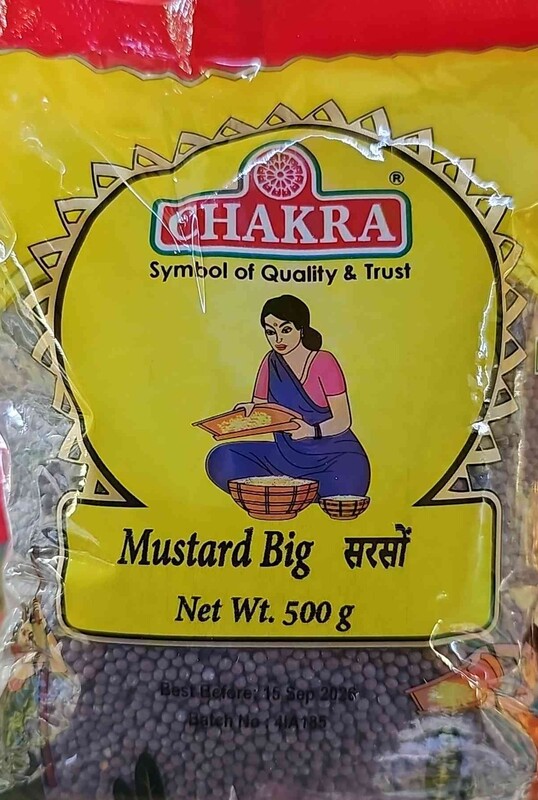 CHAKRA ®
Symbol of Quality & Trust
Mustard Big सरसों
Net Wt. 500 g
Best Before: 15 Sep 2026
Batch No : 4IA185